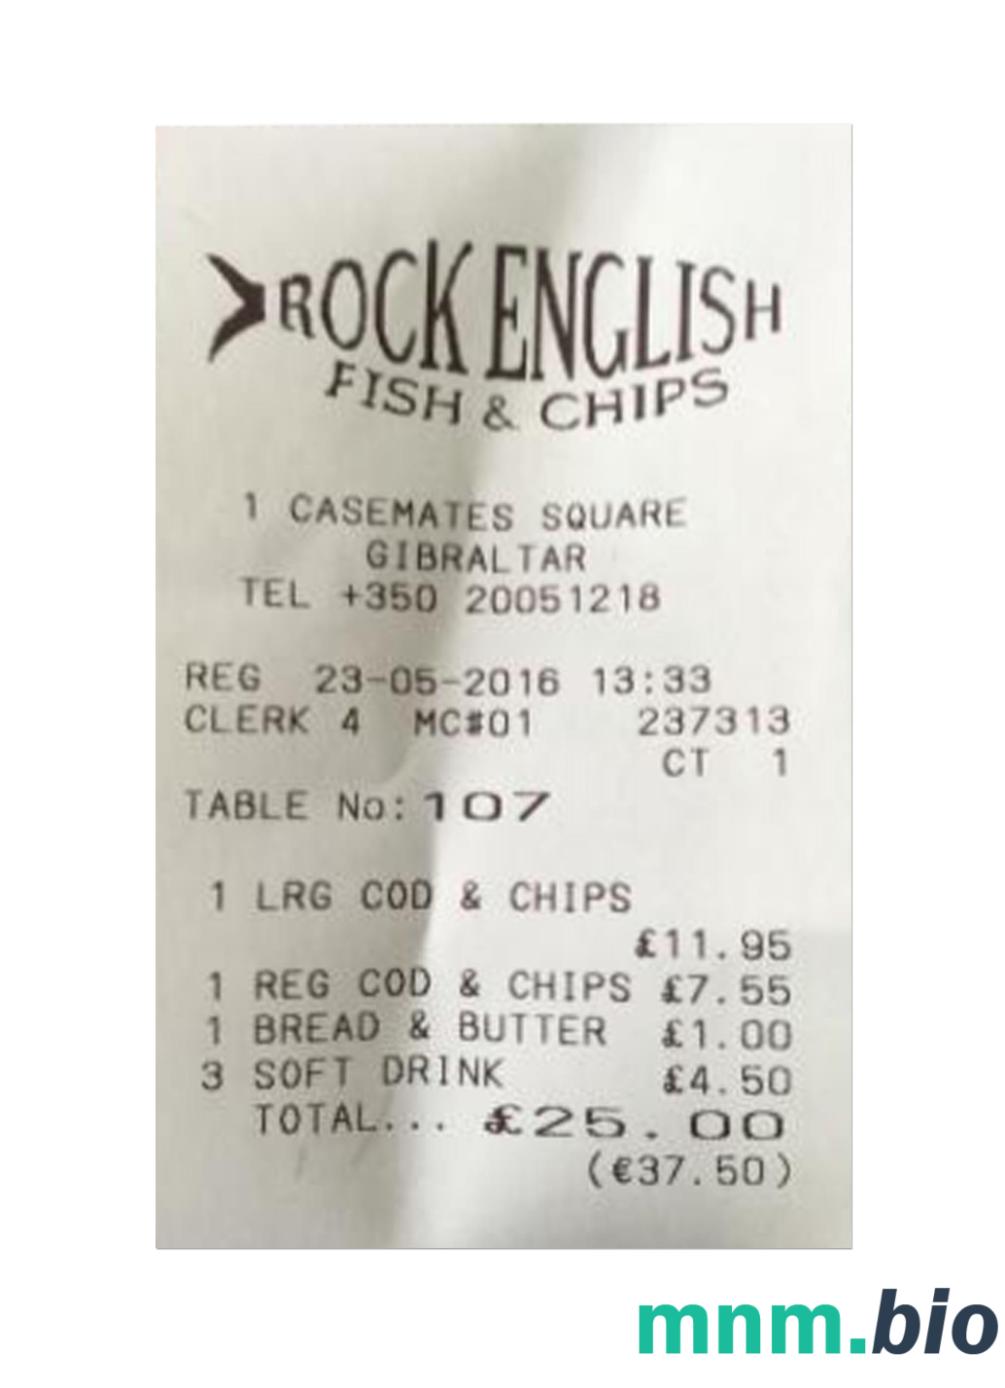 ROCK ENGLISH
FISH & CHIPS
1 CASEMATES SQUARE
GIBRALTAR
TEL +350 20051218
REG 23-05-2016 13:33
CLERK 4 MC#01 237313
CT 1
TABLE No: 107
1 LRG COD & CHIPS
£11.95
1 REG COD & CHIPS £7.55
1 BREAD & BUTTER £1.00
3 SOFT DRINK £4.50
TOTAL... £25.00
(€37.50)
mnm.bio